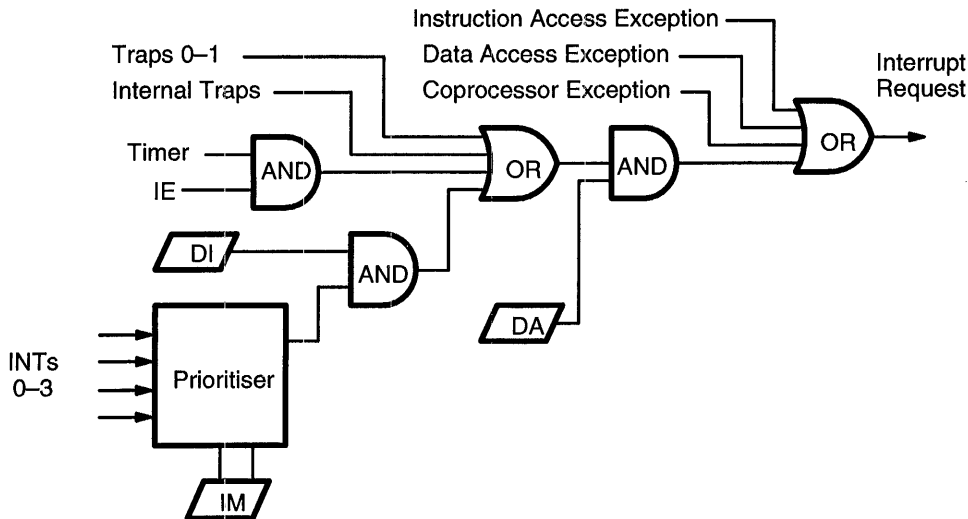 Instruction Access Exception
Traps 0–1
Data Access Exception
Interrupt
Request
Internal Traps
Coprocessor Exception
Timer
AND
OR
AND
OR
IE
DI
AND
DA
INTs
0–3
Prioritiser
IM